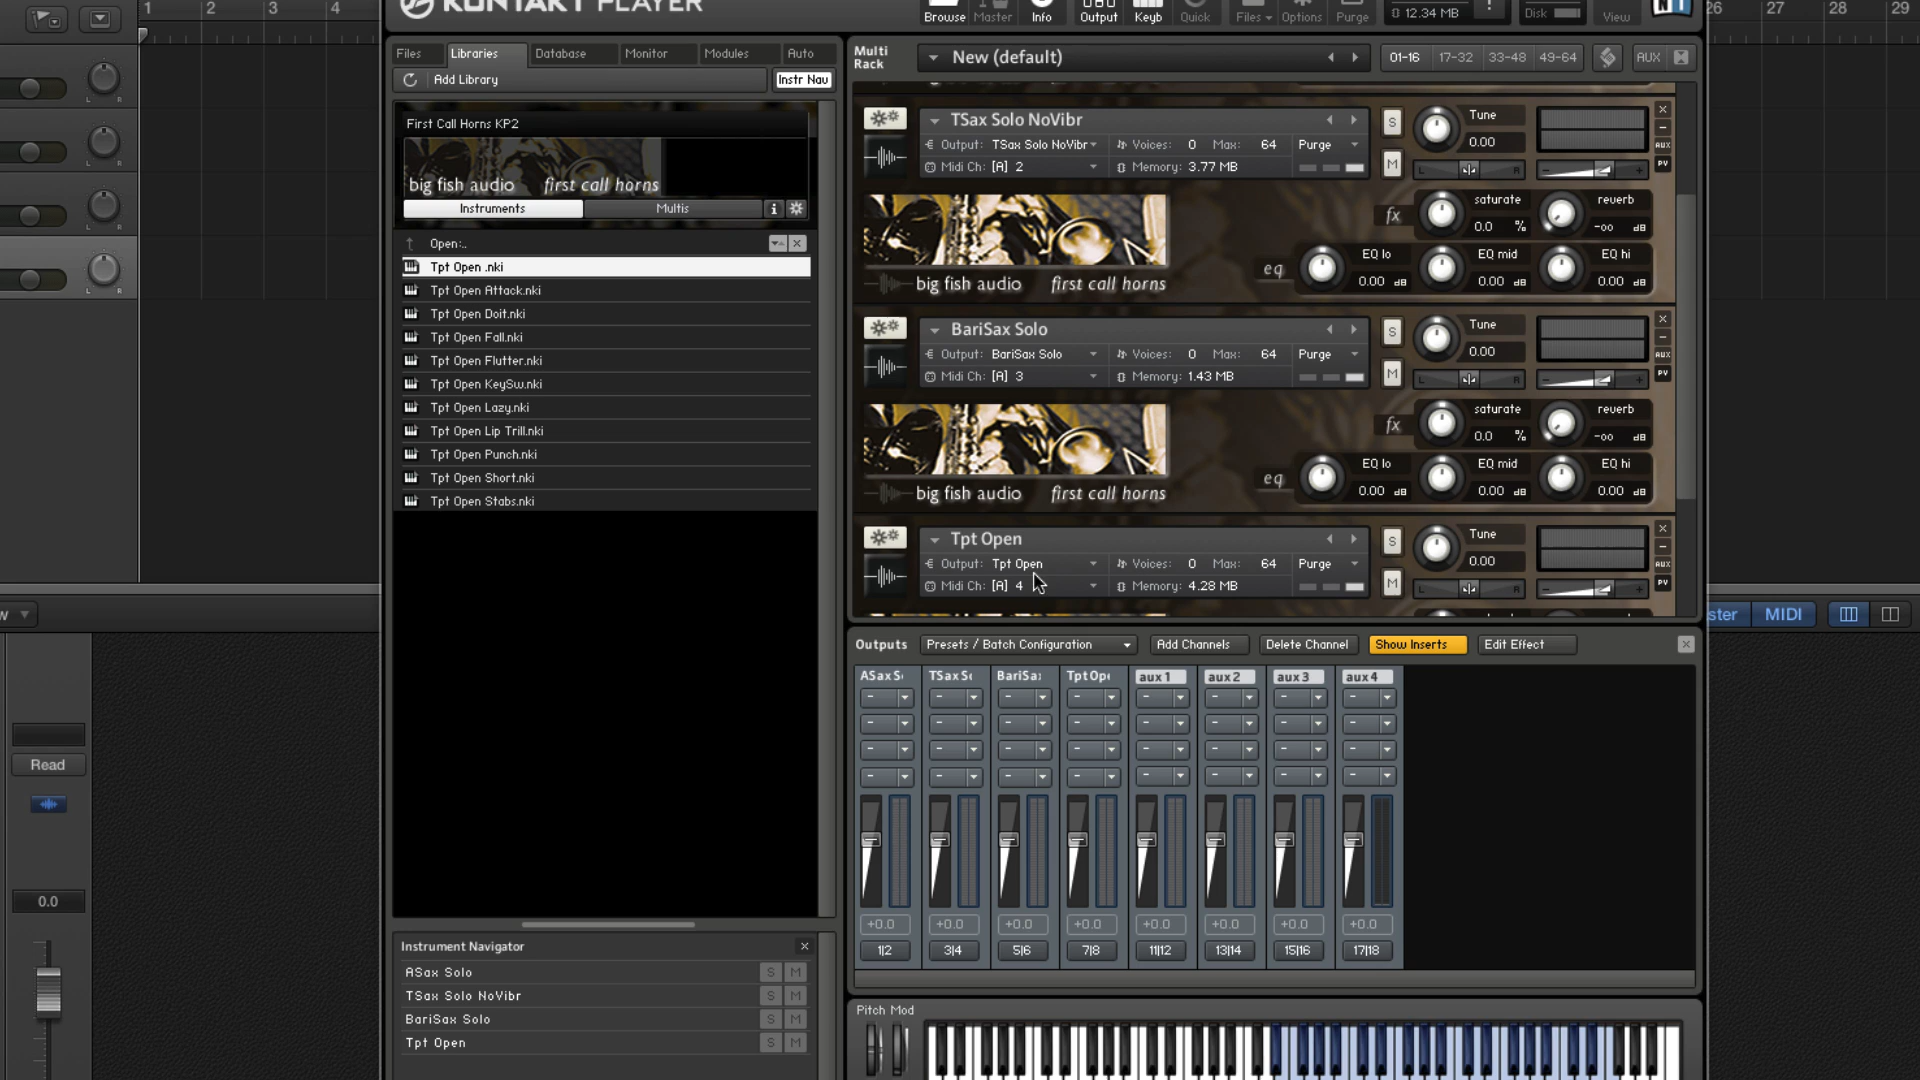 1 2 3 4
KONTAKT PLAYER
Browse Master Info Output Keyb Quick Files Options Purge 12.34 MB ! Disk View NI
26 27 28 29
Files Libraries Database Monitor Modules Auto
Add Library Instr Nav
First Call Horns KP2
big fish audio first call horns
Instruments Multis i
Open:..
Tpt Open .nki
Tpt Open Attack.nki
Tpt Open Doit.nki
Tpt Open Fall.nki
Tpt Open Flutter.nki
Tpt Open KeySw.nki
Tpt Open Lazy.nki
Tpt Open Lip Trill.nki
Tpt Open Punch.nki
Tpt Open Short.nki
Tpt Open Stabs.nki
Instrument Navigator
ASax Solo S M
TSax Solo NoVibr S M
BariSax Solo S M
Tpt Open S M
Multi
Rack
New (default) 01-16 17-32 33-48 49-64 AUX
TSax Solo NoVibr S Tune
Output: TSax Solo NoVibr Voices: 0 Max: 64 Purge 0.00 AUX
Midi Ch: [A] 2 Memory: 3.77 MB M L R - + PV
fx saturate 0.0 % reverb -oo dB
eq EQ lo 0.00 dB EQ mid 0.00 dB EQ hi 0.00 dB
big fish audio first call horns
BariSax Solo S Tune
Output: BariSax Solo Voices: 0 Max: 64 Purge 0.00 AUX
Midi Ch: [A] 3 Memory: 1.43 MB M L R - + PV
fx saturate 0.0 % reverb -oo dB
eq EQ lo 0.00 dB EQ mid 0.00 dB EQ hi 0.00 dB
big fish audio first call horns
Tpt Open S Tune
Output: Tpt Open Voices: 0 Max: 64 Purge 0.00 AUX
Midi Ch: [A] 4 Memory: 4.28 MB M L R - + PV
Outputs Presets / Batch Configuration Add Channels Delete Channel Show Inserts Edit Effect
ASax S TSax S BariSa Tpt Op aux 1 aux 2 aux 3 aux 4
+0.0 +0.0 +0.0 +0.0 +0.0 +0.0 +0.0 +0.0
1|2 3|4 5|6 7|8 11|12 13|14 15|16 17|18
Pitch Mod
w
Read
0.0
ster MIDI